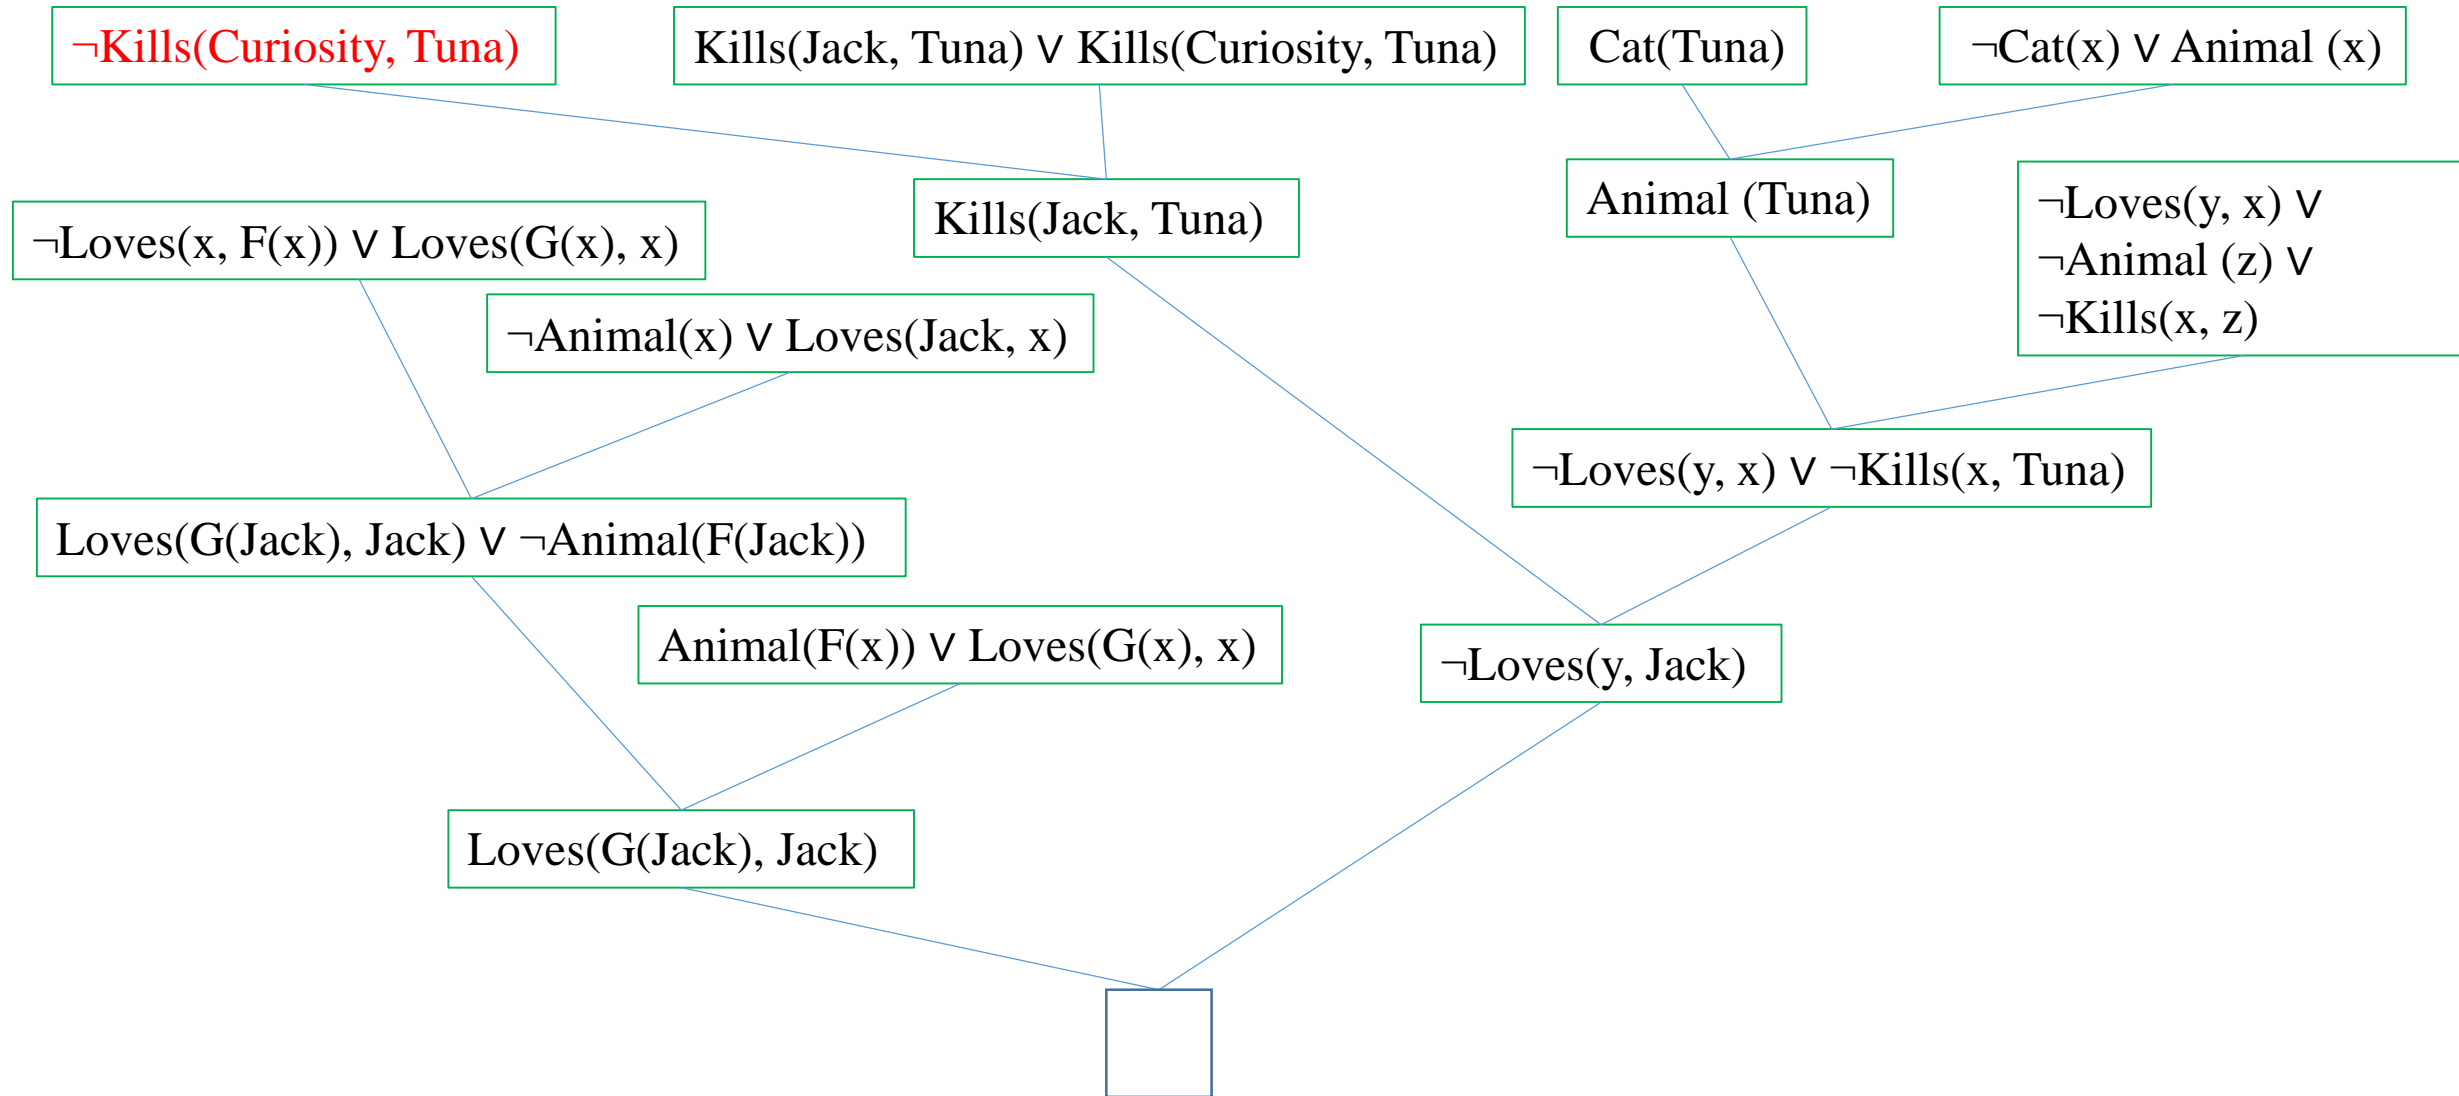 ¬Kills(Curiosity, Tuna)
Kills(Jack, Tuna) ∨ Kills(Curiosity, Tuna)
Cat(Tuna)
¬Cat(x) ∨ Animal (x)
¬Loves(x, F(x)) ∨ Loves(G(x), x)
Kills(Jack, Tuna)
Animal (Tuna)
¬Loves(y, x) ∨
¬Animal (z) ∨
¬Kills(x, z)
¬Animal(x) ∨ Loves(Jack, x)
¬Loves(y, x) ∨ ¬Kills(x, Tuna)
Loves(G(Jack), Jack) ∨ ¬Animal(F(Jack))
Animal(F(x)) ∨ Loves(G(x), x)
¬Loves(y, Jack)
Loves(G(Jack), Jack)